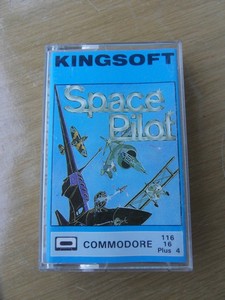 KINGSOFT
Space
Pilot
COMMODORE
116
16
Plus 4